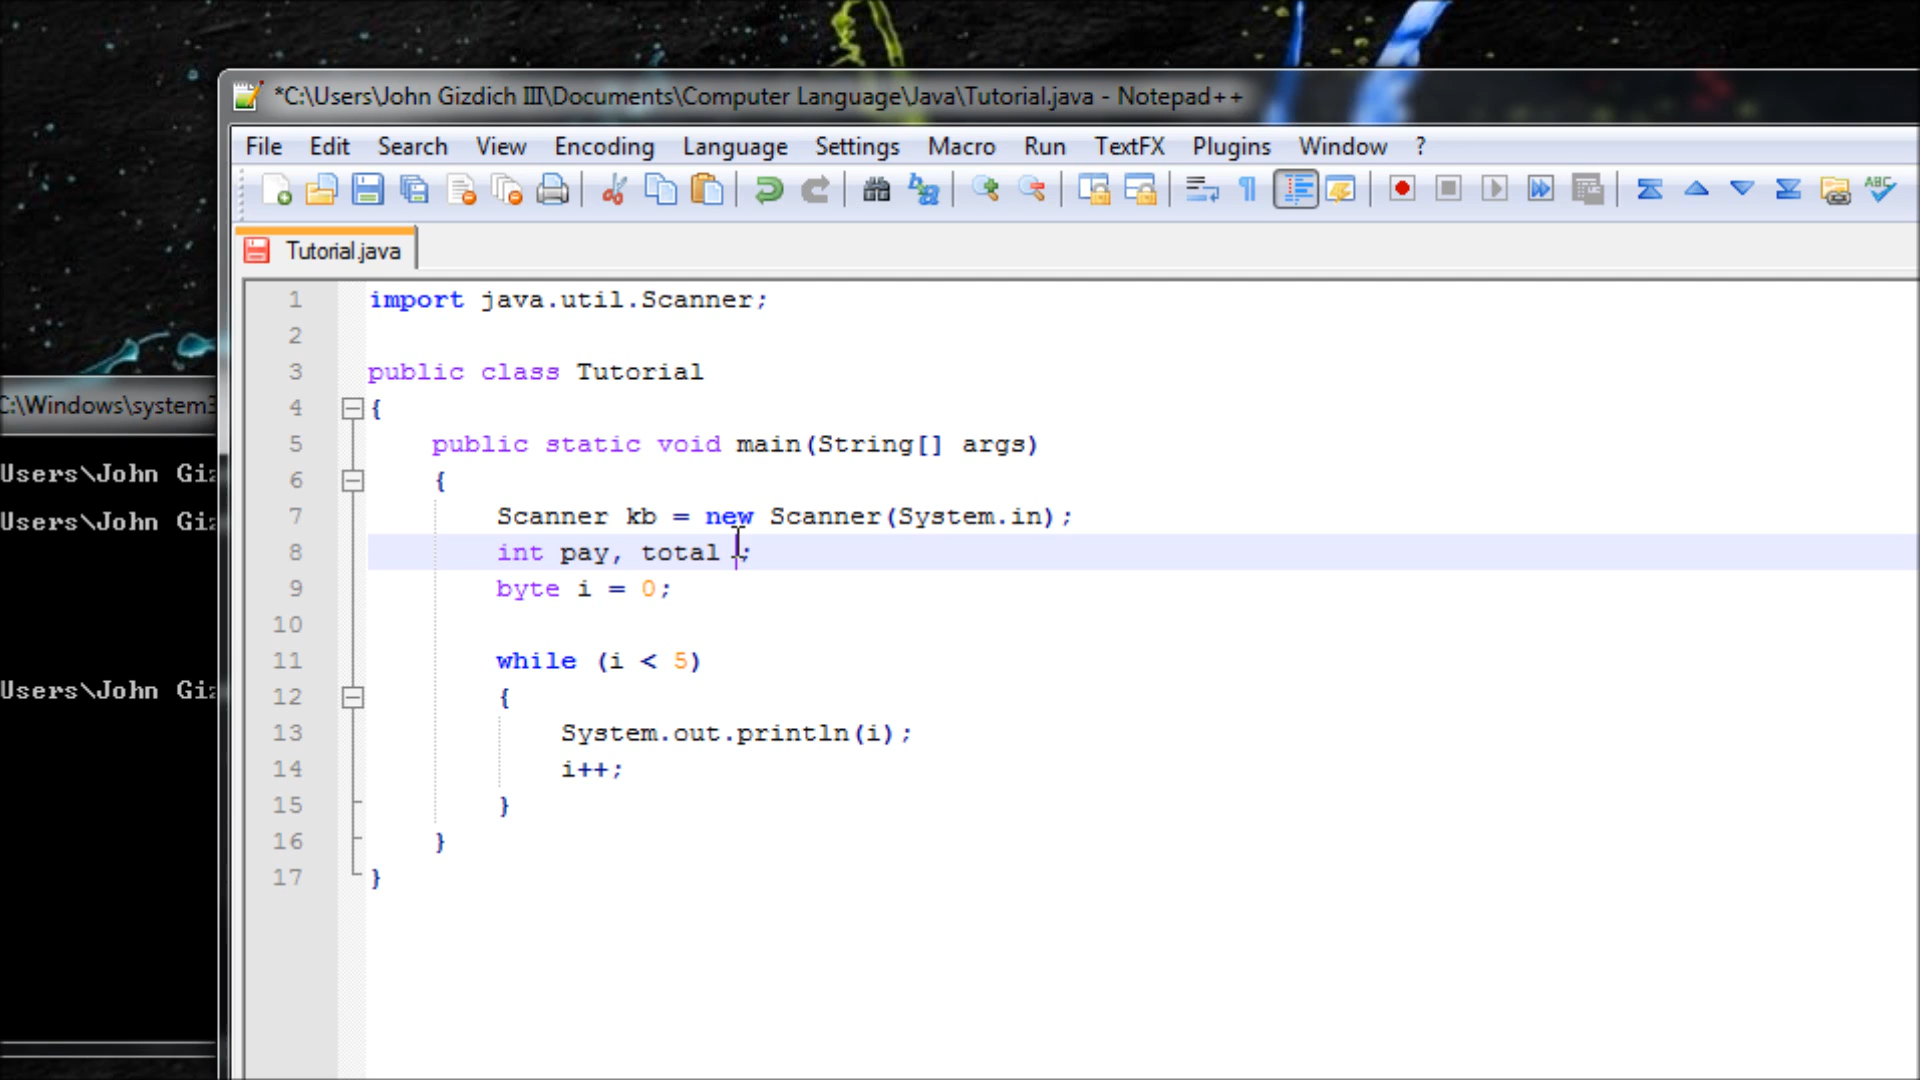 *C:\Users\John Gizdich III\Documents\Computer Language\Java\Tutorial.java - Notepad++
File Edit Search View Encoding Language Settings Macro Run TextFX Plugins Window ?
ABC
Tutorial.java
1 import java.util.Scanner;
2
3 public class Tutorial
4 {
5 public static void main(String[] args)
6 {
7 Scanner kb = new Scanner(System.in);
8 int pay, total ;
9 byte i = 0;
10
11 while (i < 5)
12 {
13 System.out.println(i);
14 i++;
15 }
16 }
17 }
C:\Windows\system3
Users\John Giz
Users\John Giz
Users\John Giz